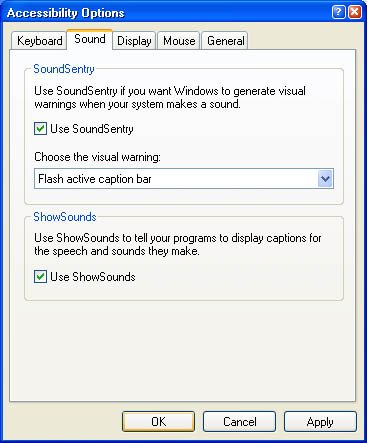 Accessibility Options
Keyboard Sound Display Mouse General
SoundSentry
Use SoundSentry if you want Windows to generate visual
warnings when your system makes a sound.
Use SoundSentry
Choose the visual warning:
Flash active caption bar
ShowSounds
Use ShowSounds to tell your programs to display captions for
the speech and sounds they make.
Use ShowSounds
OK Cancel Apply